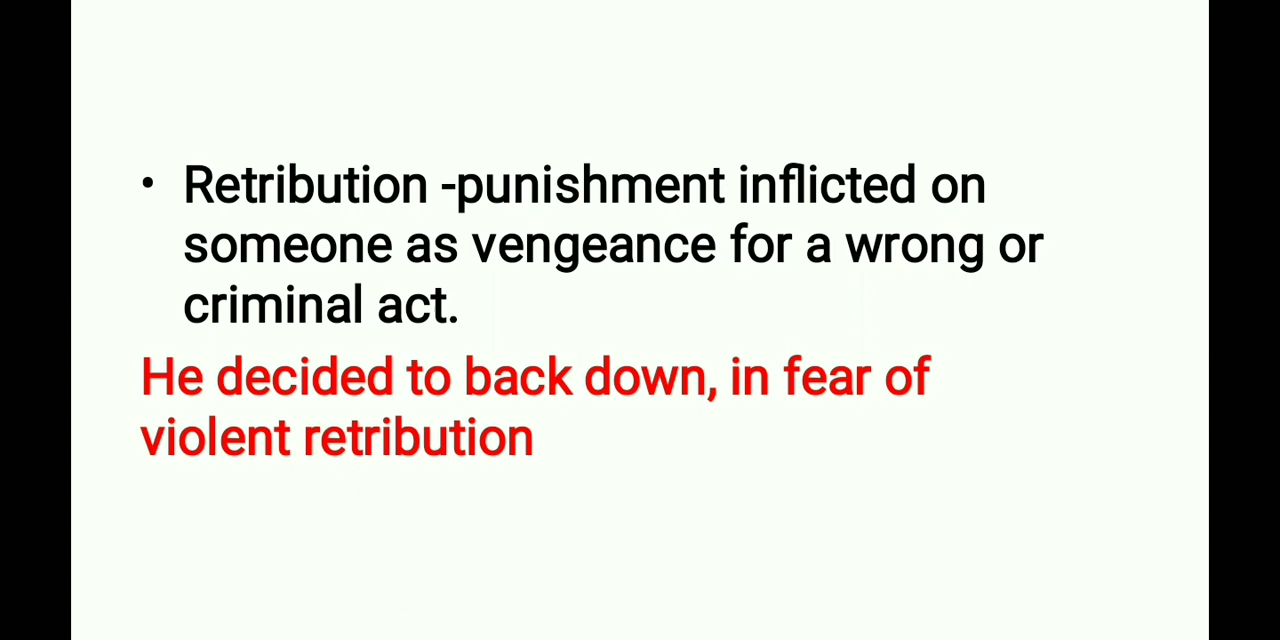 • Retribution -punishment inflicted on
someone as vengeance for a wrong or
criminal act.
He decided to back down, in fear of
violent retribution